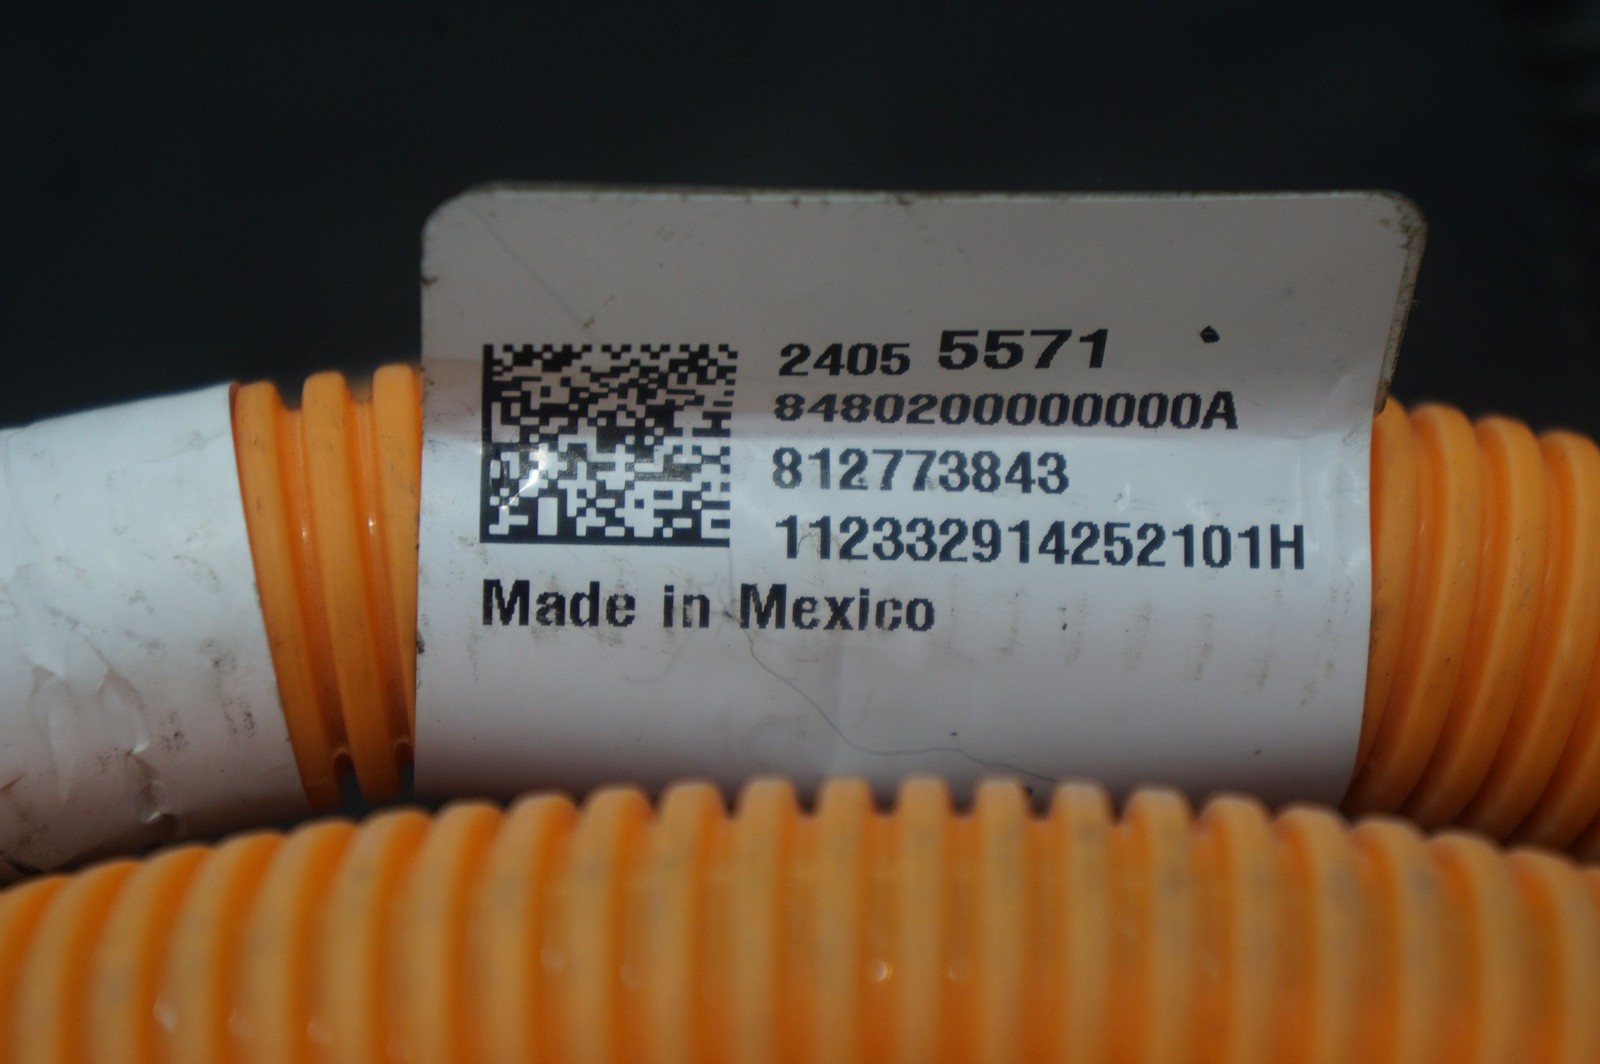 2405 5571
8480200000000A
812773843
112332914252101H
Made in Mexico